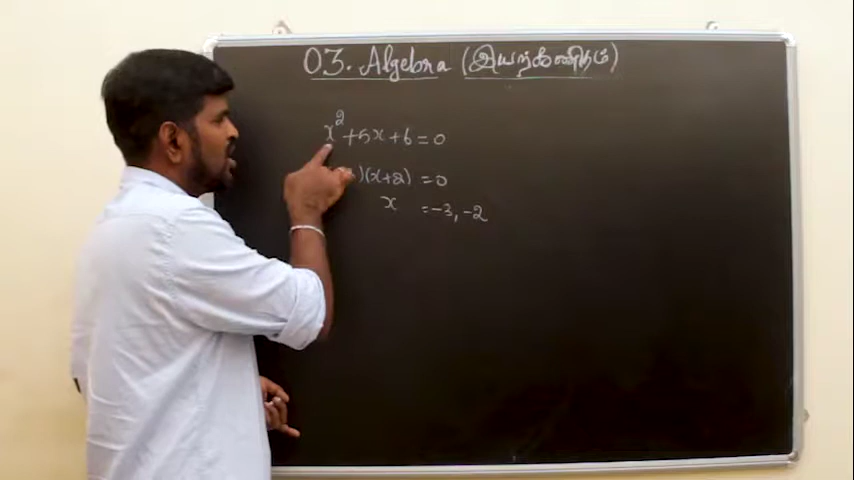 03. Algebra (இயற்கணிதம்)
x² + 5x + 6 = 0
)(x+2) = 0
x = -3, -2